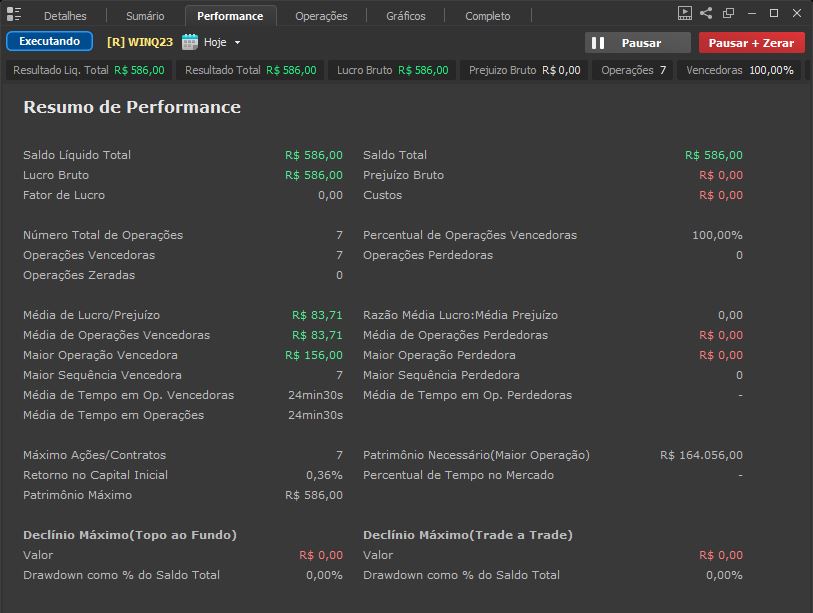 Detalhes Sumário Performance Operações Gráficos Completo
Executando [R] WINQ23 Hoje Pausar Pausar + Zerar
Resultado Liq. Total R$ 586,00 Resultado Total R$ 586,00 Lucro Bruto R$ 586,00 Prejuizo Bruto R$ 0,00 Operações 7 Vencedoras 100,00%
Resumo de Performance
Saldo Líquido Total R$ 586,00 Saldo Total R$ 586,00
Lucro Bruto R$ 586,00 Prejuízo Bruto R$ 0,00
Fator de Lucro 0,00 Custos R$ 0,00
Número Total de Operações 7 Percentual de Operações Vencedoras 100,00%
Operações Vencedoras 7 Operações Perdedoras 0
Operações Zeradas 0
Média de Lucro/Prejuízo R$ 83,71 Razão Média Lucro:Média Prejuízo 0,00
Média de Operações Vencedoras R$ 83,71 Média de Operações Perdedoras R$ 0,00
Maior Operação Vencedora R$ 156,00 Maior Operação Perdedora R$ 0,00
Maior Sequência Vencedora 7 Maior Sequência Perdedora 0
Média de Tempo em Op. Vencedoras 24min30s Média de Tempo em Op. Perdedoras -
Média de Tempo em Operações 24min30s
Máximo Ações/Contratos 7 Patrimônio Necessário(Maior Operação) R$ 164.056,00
Retorno no Capital Inicial 0,36% Percentual de Tempo no Mercado -
Patrimônio Máximo R$ 586,00
Declínio Máximo(Topo ao Fundo) Declínio Máximo(Trade a Trade)
Valor R$ 0,00 Valor R$ 0,00
Drawdown como % do Saldo Total 0,00% Drawdown como % do Saldo Total 0,00%